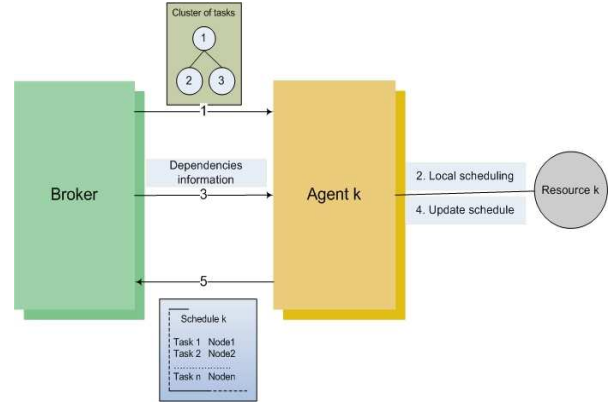 Cluster of tasks
1
2 3
1
Dependencies
information
3
Broker
Agent k
2. Local scheduling
4. Update schedule
Resource k
5
Schedule k
Task 1 Node1
Task 2 Node2
......................
Task n Noden